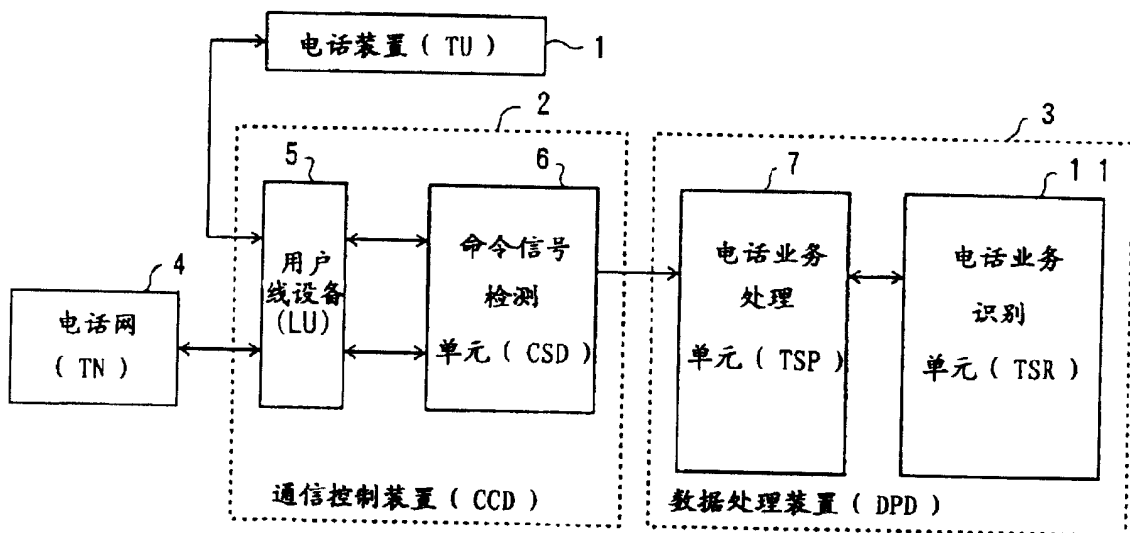 电话装置(TU)
1
2
3
5
6
7
11
4
用户
线设备
(LU)
命令信号
检测
单元(CSD)
电话业务
处理
单元(TSP)
电话业务
识别
单元(TSR)
电话网
(TN)
通信控制装置(CCD)
数据处理装置(DPD)